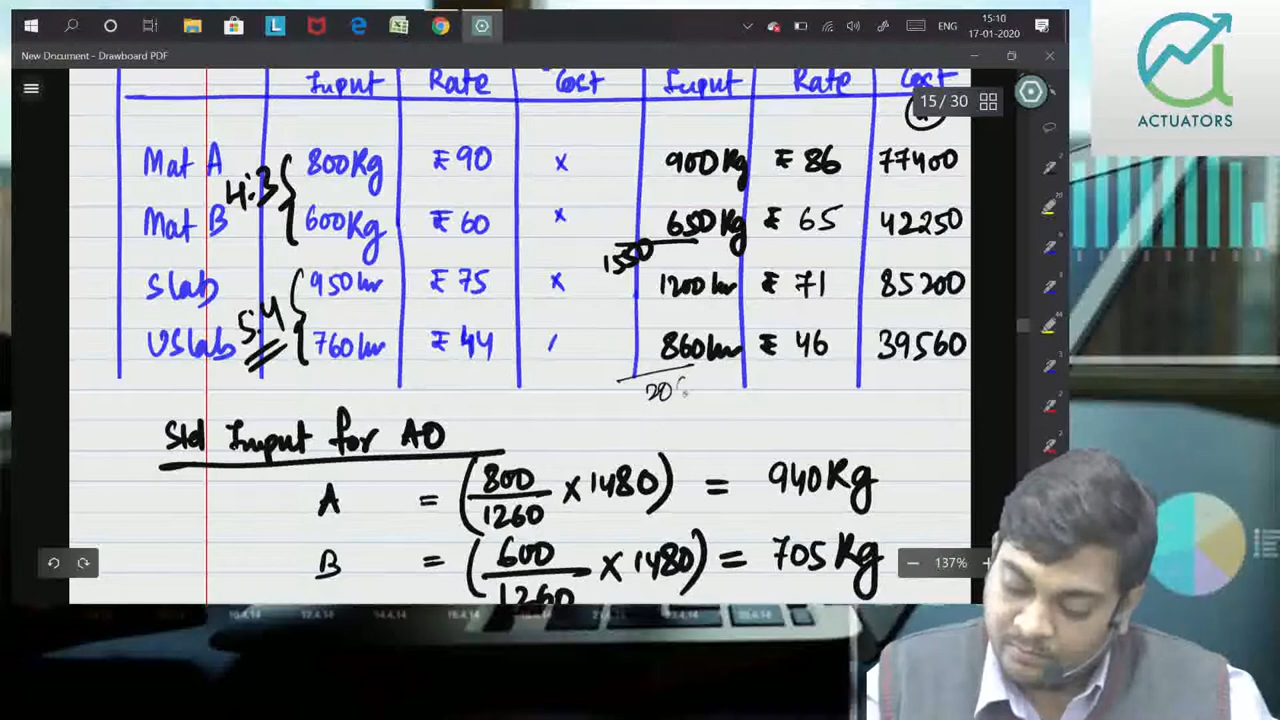 15:10
ENG
17-01-2020
New Document - Drawboard PDF
ACTUATORS
Input Rate Cost Input Rate Cost
15 / 30
Mat A 800Kg ₹90 x 900Kg ₹86 77400
4:3
Mat B 600Kg ₹60 x 650Kg ₹65 42250
1550
Slab 950hr ₹75 x 1200hr ₹71 85200
5:4
USlab 760hr ₹44 860hr ₹46 39560
20
Std Input for AO
A = (800/1260 x 1480) = 940Kg
B = (600/1260 x 1480) = 705Kg
137%